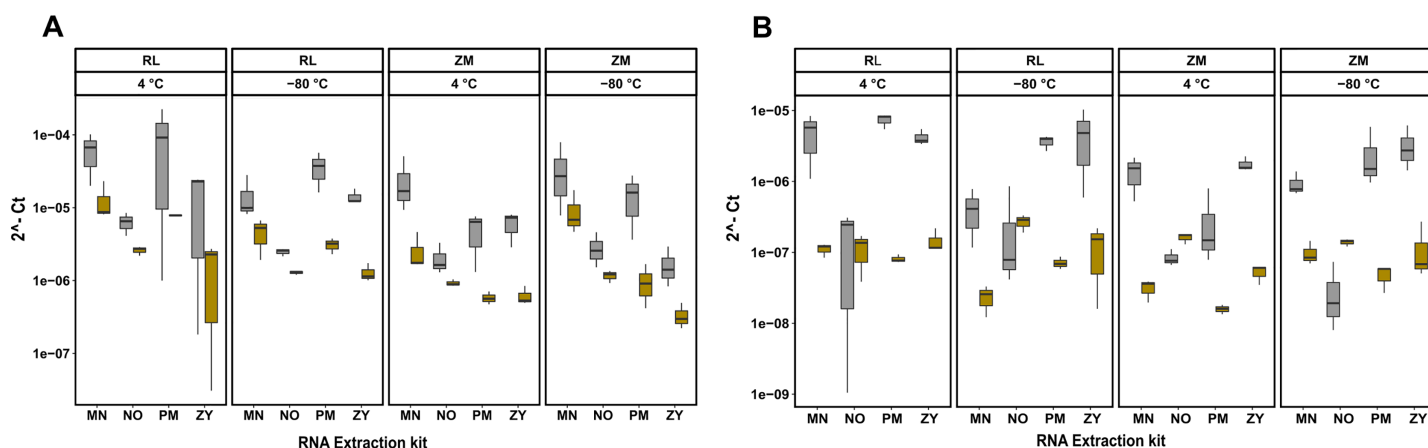 A
RL RL ZM ZM
4 °C −80 °C 4 °C −80 °C
2^- Ct
1e−04
1e−05
1e−06
1e−07
MN NO PM ZY MN NO PM ZY MN NO PM ZY MN NO PM ZY
RNA Extraction kit
B
RL RL ZM ZM
4 °C −80 °C 4 °C −80 °C
2^- Ct
1e−05
1e−06
1e−07
1e−08
1e−09
MN NO PM ZY MN NO PM ZY MN NO PM ZY MN NO PM ZY
RNA Extraction kit